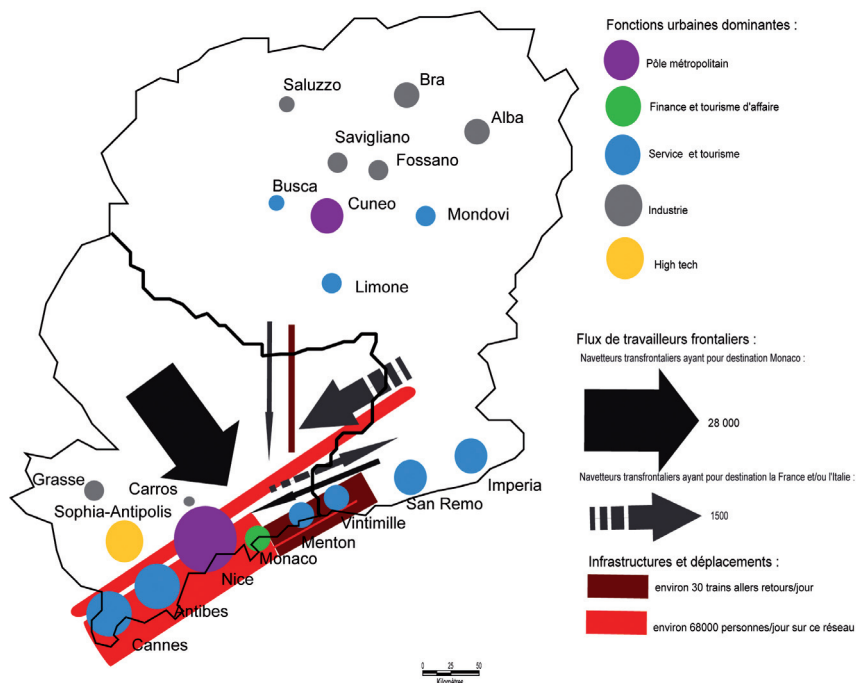 Saluzzo
Bra
Alba
Savigliano
Fossano
Busca
Cuneo
Mondovi
Limone
Grasse
Carros
Sophia-Antipolis
San Remo
Imperia
Vintimille
Menton
Monaco
Nice
Antibes
Cannes
0 25 50
Kilomètres
Fonctions urbaines dominantes :
Pôle métropolitain
Finance et tourisme d'affaire
Service et tourisme
Industrie
High tech
Flux de travailleurs frontaliers :
Navetteurs transfrontaliers ayant pour destination Monaco :
28 000
Navetteurs transfrontaliers ayant pour destination la France et/ou l'Italie :
1500
Infrastructures et déplacements :
environ 30 trains allers retours/jour
environ 68000 personnes/jour sur ce réseau